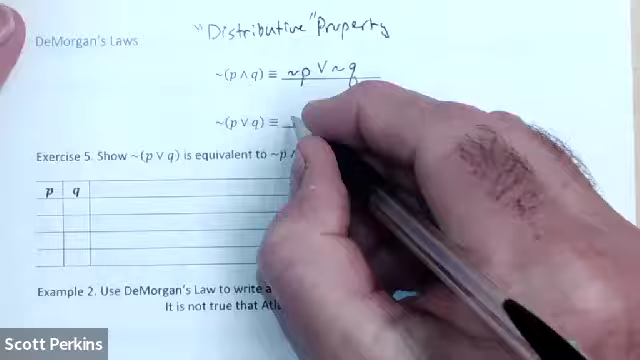 "Distributive" Property
DeMorgan's Laws
~(p ∧ q) ≡ ~p V ~q
~(p ∨ q) ≡
Exercise 5. Show ~(p ∨ q) is equivalent to ~p ∧
p q
Example 2. Use DeMorgan's Law to write a
It is not true that Atl
Scott Perkins